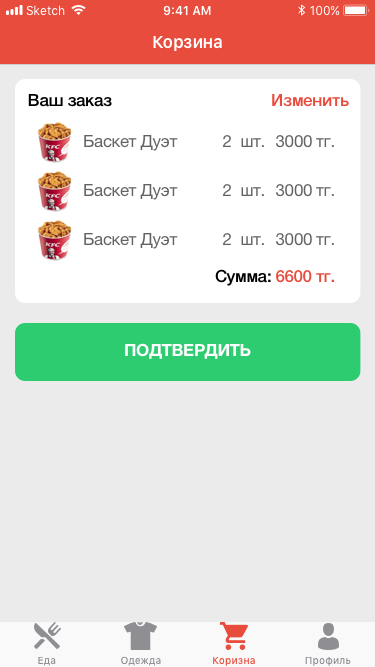 Sketch 9:41 AM 100%
Корзина
Ваш заказ Изменить
KFC Баскет Дуэт 2 шт. 3000 тг.
KFC Баскет Дуэт 2 шт. 3000 тг.
KFC Баскет Дуэт 2 шт. 3000 тг.
Сумма: 6600 тг.
ПОДТВЕРДИТЬ
Еда Одежда Коризна Профиль